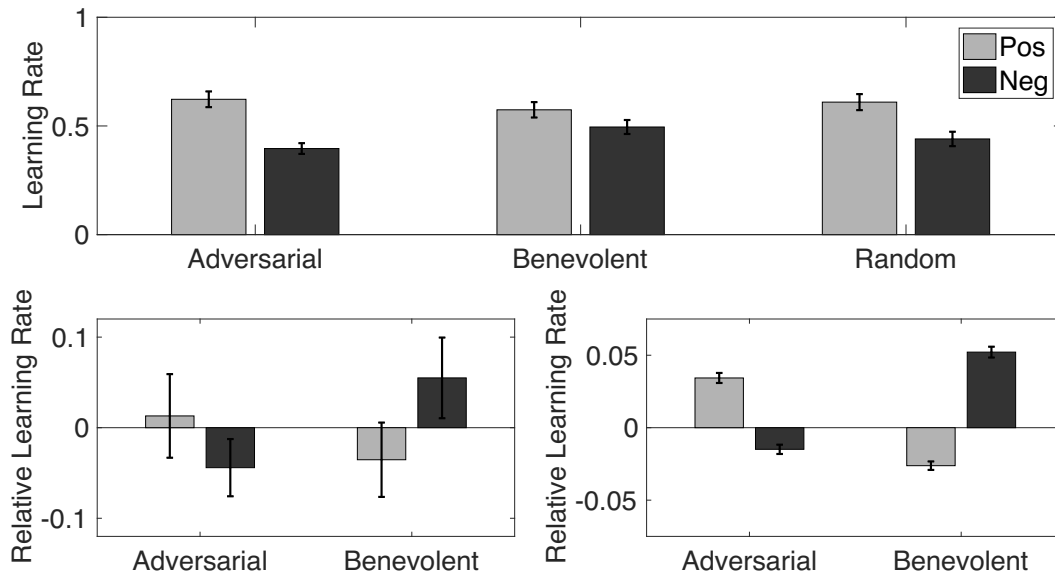 Learning Rate
1
0.5
0
Pos
Neg
Adversarial Benevolent Random
Relative Learning Rate
0.1
0
-0.1
Adversarial Benevolent
Relative Learning Rate
0.05
0
-0.05
Adversarial Benevolent